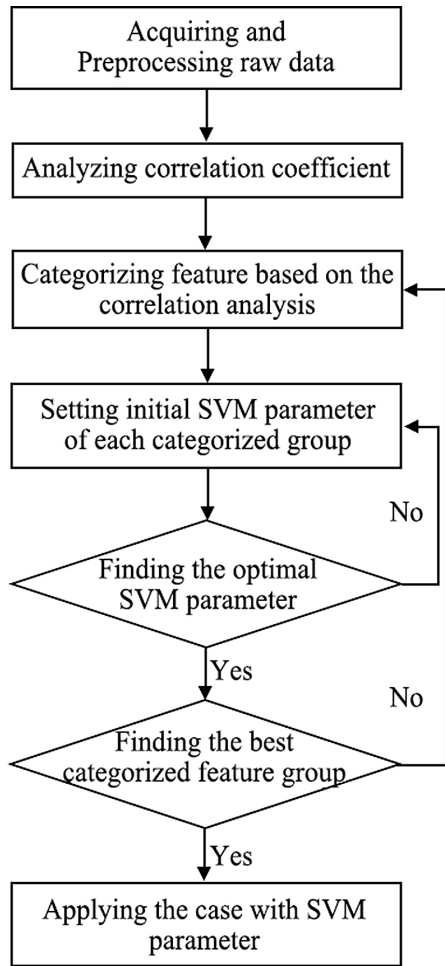 Acquiring and
Preprocessing raw data
Analyzing correlation coefficient
Categorizing feature based on the
correlation analysis
Setting initial SVM parameter
of each categorized group
No
Finding the optimal
SVM parameter
Yes
No
Finding the best
categorized feature group
Yes
Applying the case with SVM
parameter